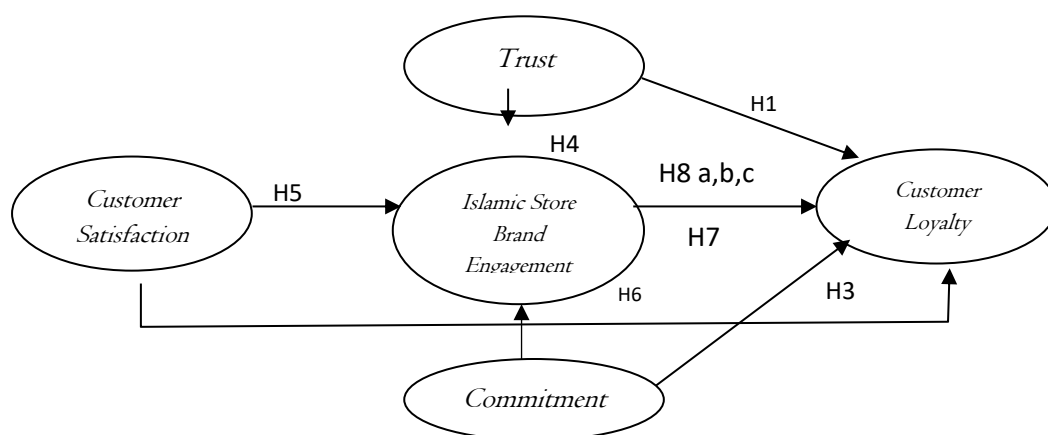 Trust
H1
H4
H8 a,b,c
Customer
Satisfaction
H5
Islamic Store
Brand
Engagement
Customer
Loyalty
H7
H6
H3
Commitment